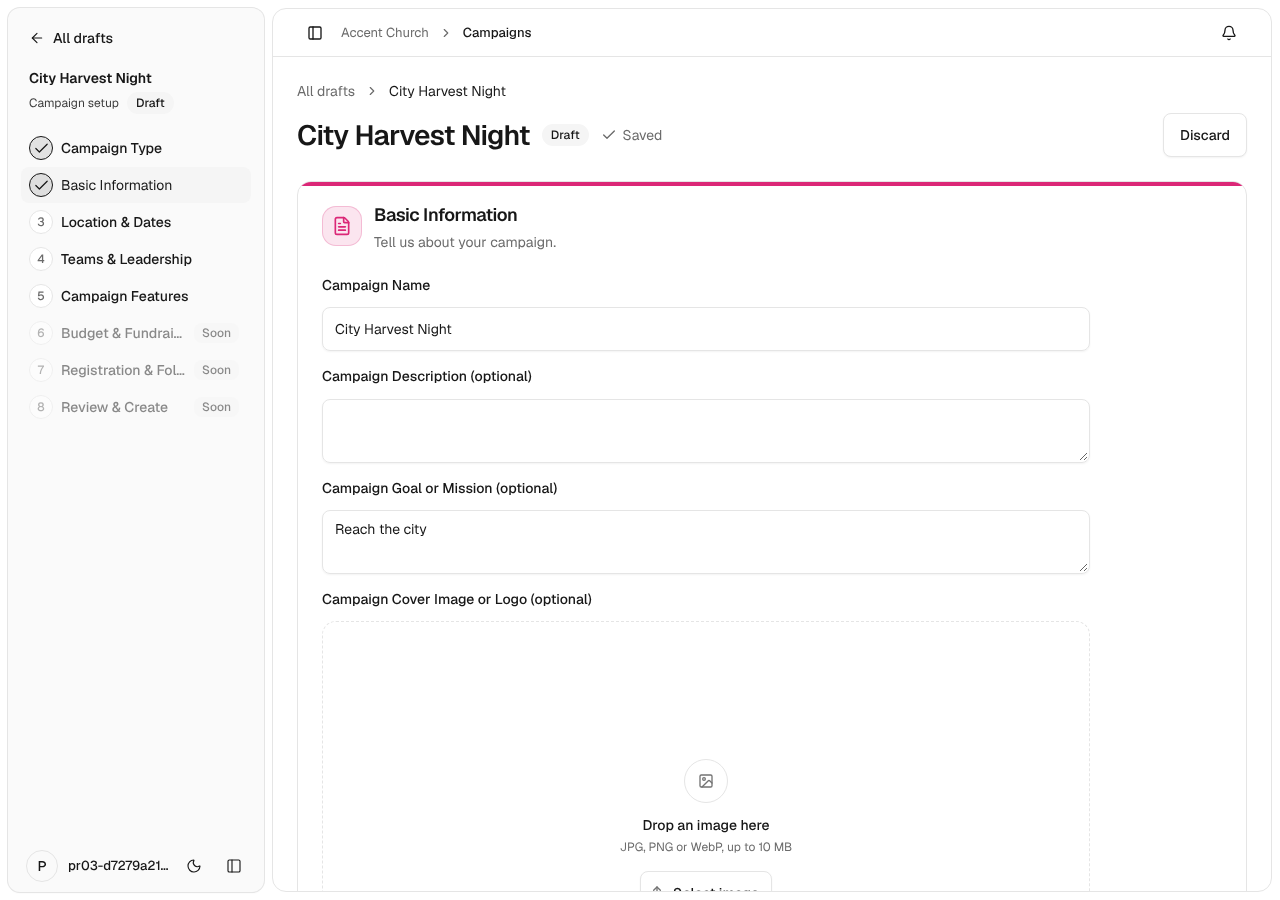 All drafts
City Harvest Night
Campaign setup Draft
Campaign Type
Basic Information
3 Location & Dates
4 Teams & Leadership
5 Campaign Features
6 Budget & Fundrai... Soon
7 Registration & Fol... Soon
8 Review & Create Soon
P pr03-d7279a21...
Accent Church > Campaigns
All drafts > City Harvest Night
City Harvest Night Draft Saved
Discard
Basic Information
Tell us about your campaign.
Campaign Name
City Harvest Night
Campaign Description (optional)
Campaign Goal or Mission (optional)
Reach the city
Campaign Cover Image or Logo (optional)
Drop an image here
JPG, PNG or WebP, up to 10 MB
Select image